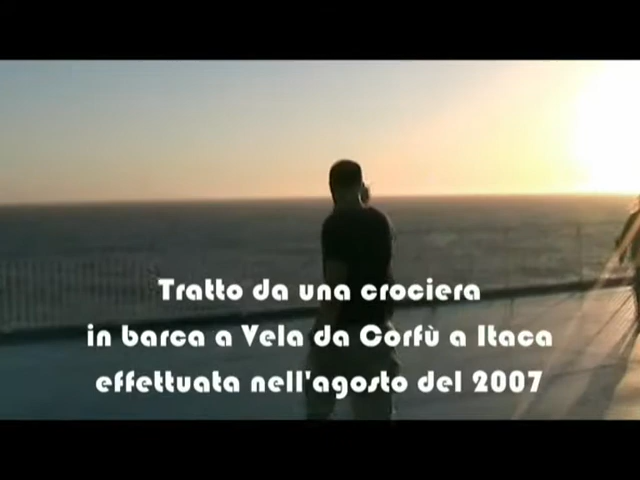 Tratto da una crociera
in barca a Vela da Corfù a Itaca
effettuata nell'agosto del 2007